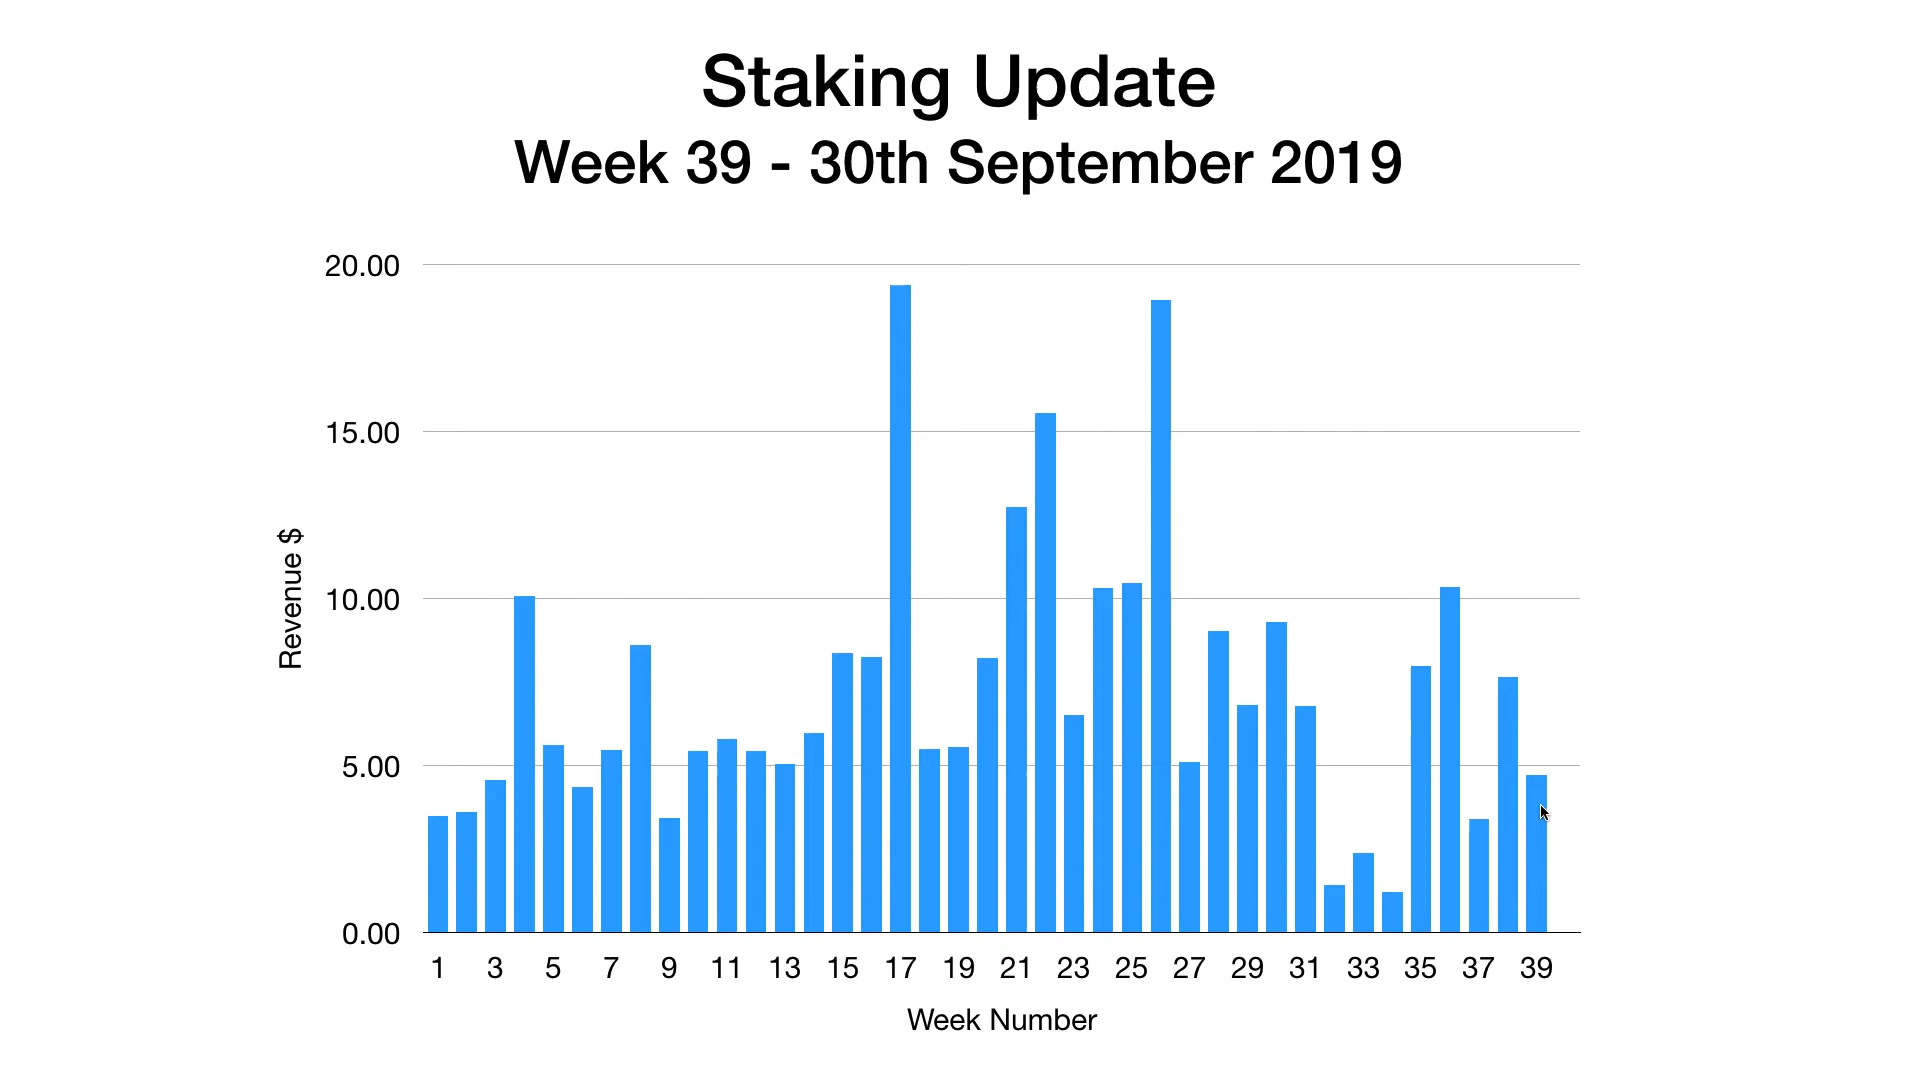 Staking Update
Week 39 - 30th September 2019
20.00
15.00
10.00
5.00
0.00
Revenue $
1 3 5 7 9 11 13 15 17 19 21 23 25 27 29 31 33 35 37 39
Week Number